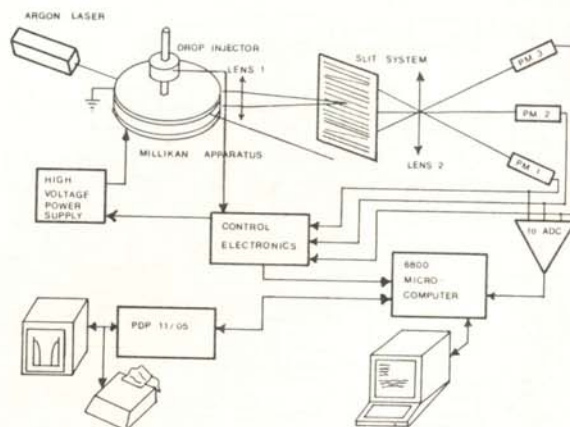 ARGON LASER
DROP INJECTOR
LENS 1
SLIT SYSTEM
PM 3
PM 2
PM 1
LENS 2
MILLIKAN APPARATUS
HIGH
VOLTAGE
POWER
SUPPLY
CONTROL
ELECTRONICS
to ADC
6800
MICRO-
COMPUTER
PDP 11/05